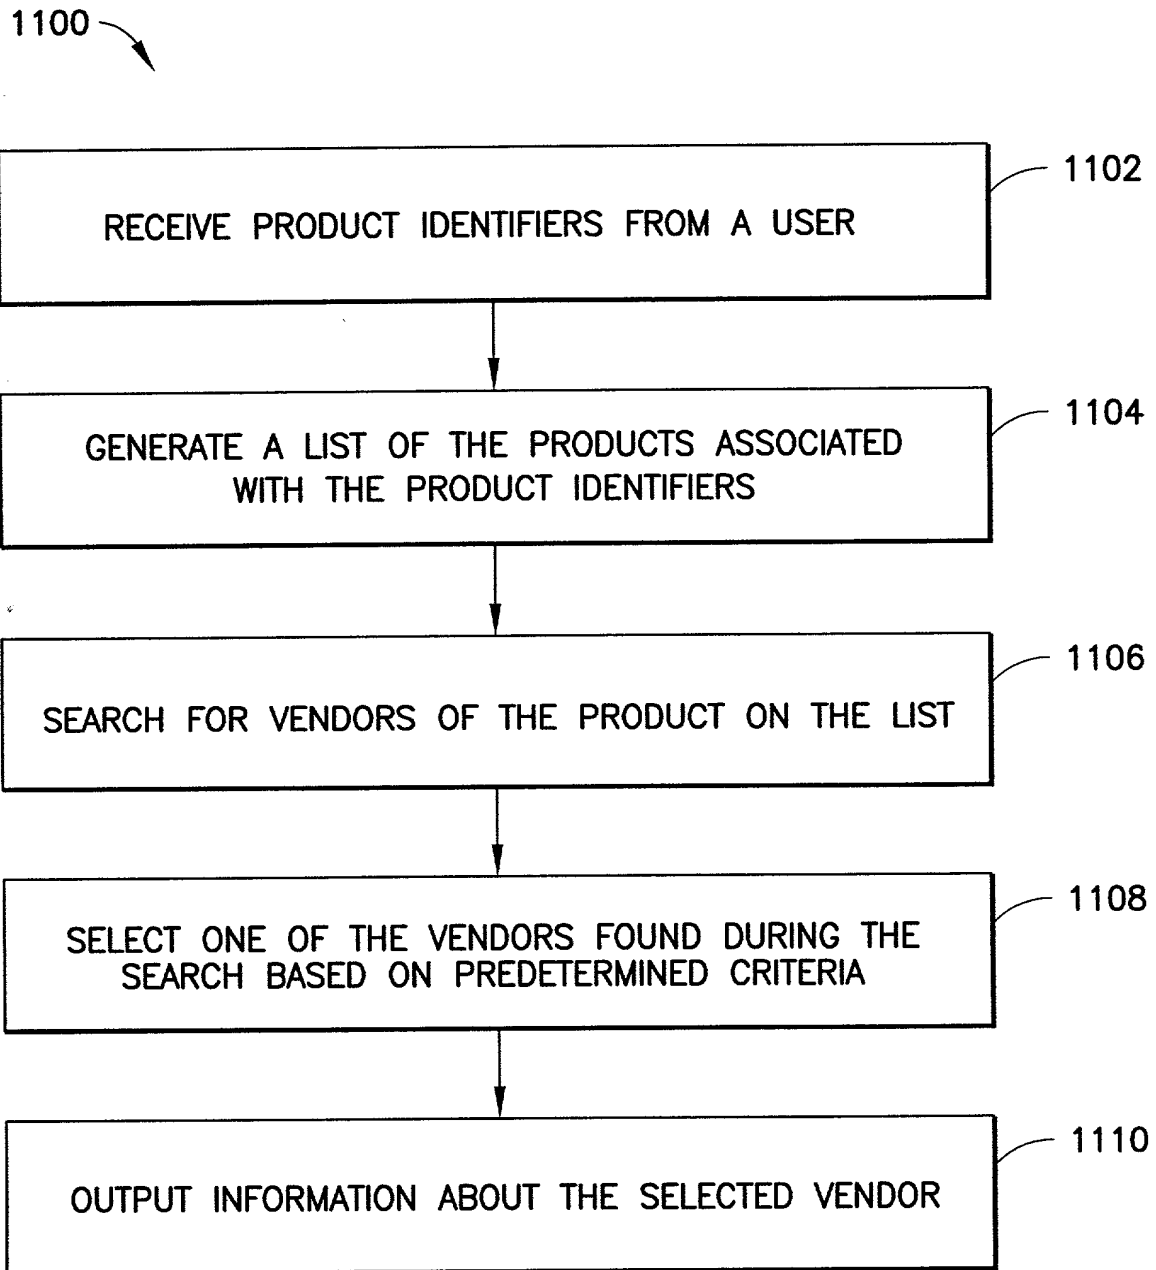 1100
1102
RECEIVE PRODUCT IDENTIFIERS FROM A USER
1104
GENERATE A LIST OF THE PRODUCTS ASSOCIATED
WITH THE PRODUCT IDENTIFIERS
1106
SEARCH FOR VENDORS OF THE PRODUCT ON THE LIST
1108
SELECT ONE OF THE VENDORS FOUND DURING THE
SEARCH BASED ON PREDETERMINED CRITERIA
1110
OUTPUT INFORMATION ABOUT THE SELECTED VENDOR